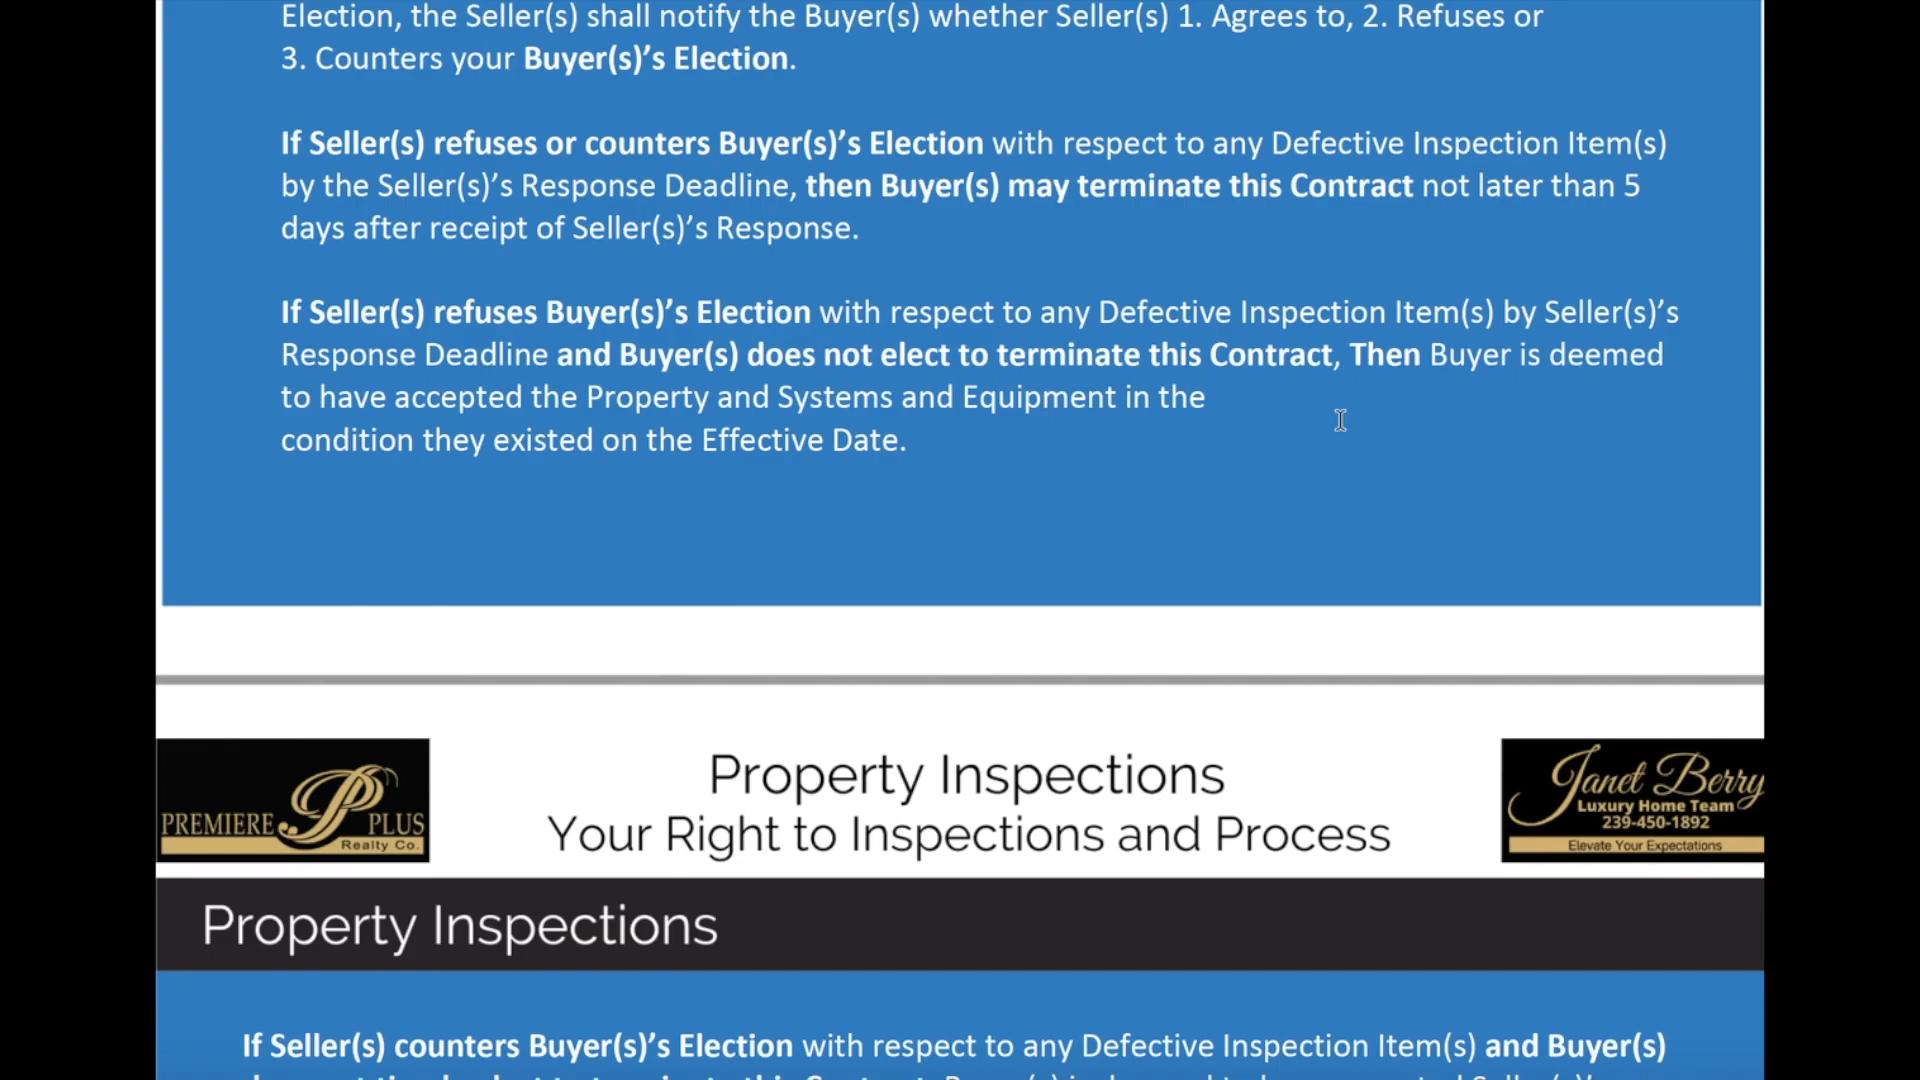 Election, the Seller(s) shall notify the Buyer(s) whether Seller(s) 1. Agrees to, 2. Refuses or
3. Counters your Buyer(s)’s Election.
If Seller(s) refuses or counters Buyer(s)’s Election with respect to any Defective Inspection Item(s)
by the Seller(s)’s Response Deadline, then Buyer(s) may terminate this Contract not later than 5
days after receipt of Seller(s)’s Response.
If Seller(s) refuses Buyer(s)’s Election with respect to any Defective Inspection Item(s) by Seller(s)’s
Response Deadline and Buyer(s) does not elect to terminate this Contract, Then Buyer is deemed
to have accepted the Property and Systems and Equipment in the
condition they existed on the Effective Date.
PREMIERE PLUS
Realty Co.
Property Inspections
Your Right to Inspections and Process
Janet Berry
Luxury Home Team
239-450-1892
Elevate Your Expectations
Property Inspections
If Seller(s) counters Buyer(s)’s Election with respect to any Defective Inspection Item(s) and Buyer(s)